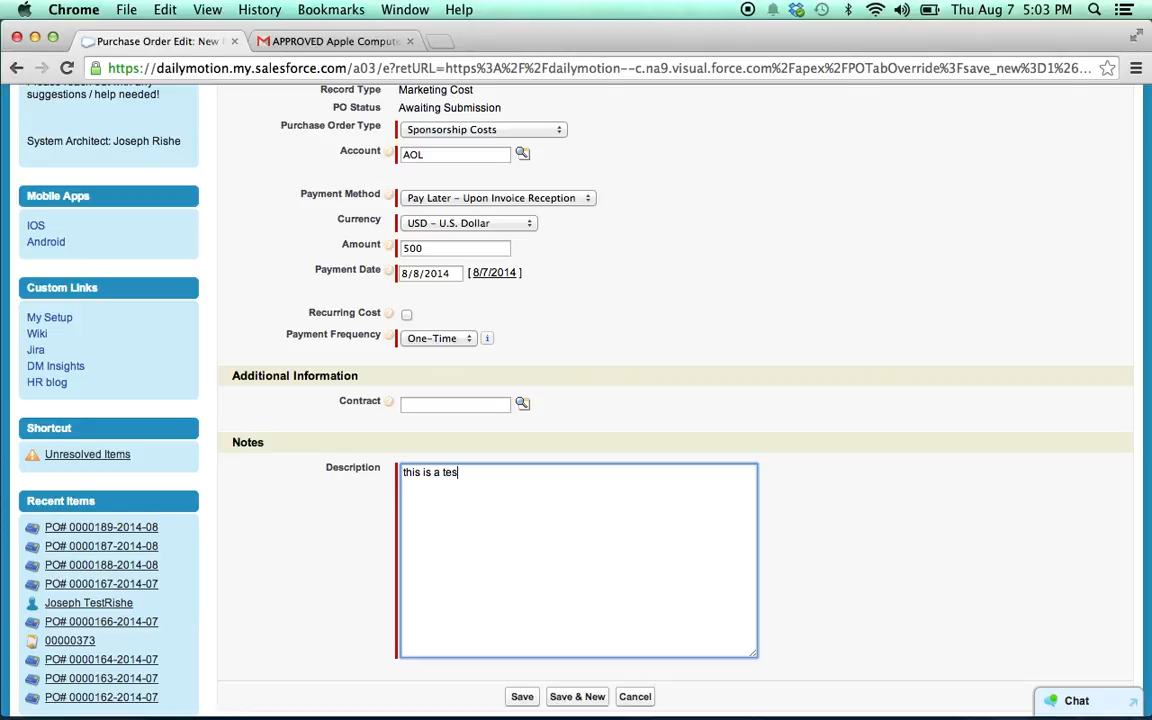 Chrome File Edit View History Bookmarks Window Help Thu Aug 7 5:03 PM
Purchase Order Edit: New
APPROVED Apple Compute
https://dailymotion.my.salesforce.com/a03/e?retURL=https%3A%2F%2Fdailymotion--c.na9.visual.force.com%2Fapex%2FPOTabOverride%3Fsave_new%3D1%26...
suggestions / help needed!
System Architect: Joseph Rishe
Mobile Apps
IOS
Android
Custom Links
My Setup
Wiki
Jira
DM Insights
HR blog
Shortcut
Unresolved Items
Recent Items
PO# 0000189-2014-08
PO# 0000187-2014-08
PO# 0000188-2014-08
PO# 0000167-2014-07
Joseph TestRishe
PO# 0000166-2014-07
00000373
PO# 0000164-2014-07
PO# 0000163-2014-07
PO# 0000162-2014-07
Record Type Marketing Cost
PO Status Awaiting Submission
Purchase Order Type Sponsorship Costs
Account AOL
Payment Method Pay Later - Upon Invoice Reception
Currency USD - U.S. Dollar
Amount 500
Payment Date 8/8/2014 [ 8/7/2014 ]
Recurring Cost
Payment Frequency One-Time i
Additional Information
Contract
Notes
Description this is a tes
Save Save & New Cancel
Chat